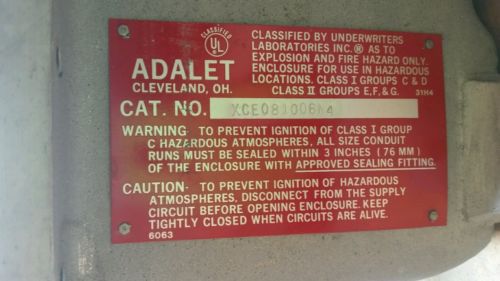 CLASSIFIED
UL
ADALET
CLEVELAND, OH.
CLASSIFIED BY UNDERWRITERS
LABORATORIES INC.® AS TO
EXPLOSION AND FIRE HAZARD ONLY.
ENCLOSURE FOR USE IN HAZARDOUS
LOCATIONS, CLASS I GROUPS C & D
CLASS II GROUPS E,F,& G. 31H4
CAT. NO. XCE081006N4
WARNING- TO PREVENT IGNITION OF CLASS I GROUP
C HAZARDOUS ATMOSPHERES, ALL SIZE CONDUIT
RUNS MUST BE SEALED WITHIN 3 INCHES (76 MM)
OF THE ENCLOSURE WITH APPROVED SEALING FITTING.
CAUTION- TO PREVENT IGNITION OF HAZARDOUS
ATMOSPHERES, DISCONNECT FROM THE SUPPLY
CIRCUIT BEFORE OPENING ENCLOSURE. KEEP
TIGHTLY CLOSED WHEN CIRCUITS ARE ALIVE.
6063